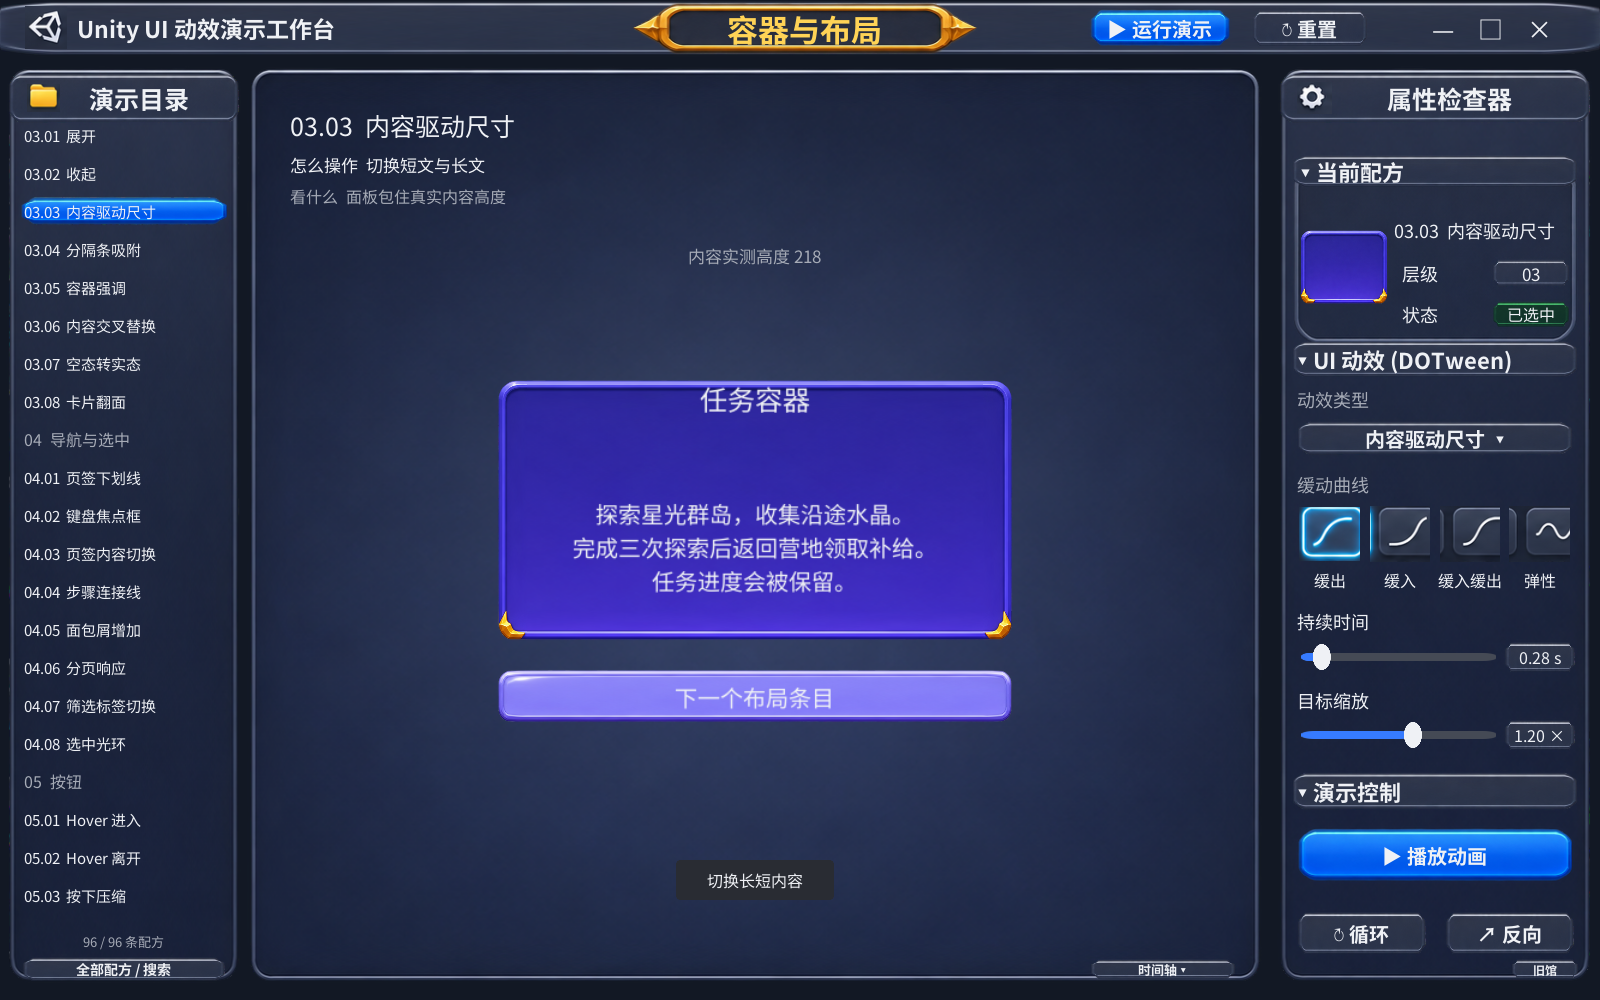 Unity UI 动效演示工作台
容器与布局
▶ 运行演示
重置
演示目录
03.01 展开
03.02 收起
03.03 内容驱动尺寸
03.04 分隔条吸附
03.05 容器强调
03.06 内容交叉替换
03.07 空态转实态
03.08 卡片翻面
04 导航与选中
04.01 页签下划线
04.02 键盘焦点框
04.03 页签内容切换
04.04 步骤连接线
04.05 面包屑增加
04.06 分页响应
04.07 筛选标签切换
04.08 选中光环
05 按钮
05.01 Hover 进入
05.02 Hover 离开
05.03 按下压缩
96 / 96 条配方
全部配方 / 搜索
03.03 内容驱动尺寸
怎么操作 切换短文与长文
看什么 面板包住真实内容高度
内容实测高度 218
任务容器
探索星光群岛，收集沿途水晶。
完成三次探索后返回营地领取补给。
任务进度会被保留。
下一个布局条目
切换长短内容
时间轴 ▾
属性检查器
▾ 当前配方
03.03 内容驱动尺寸
层级 03
状态 已选中
▾ UI 动效 (DOTween)
动效类型
内容驱动尺寸 ▾
缓动曲线
缓出 缓入 缓入缓出 弹性
持续时间
0.28 s
目标缩放
1.20 ×
▾ 演示控制
▶ 播放动画
循环
↗ 反向
旧馆